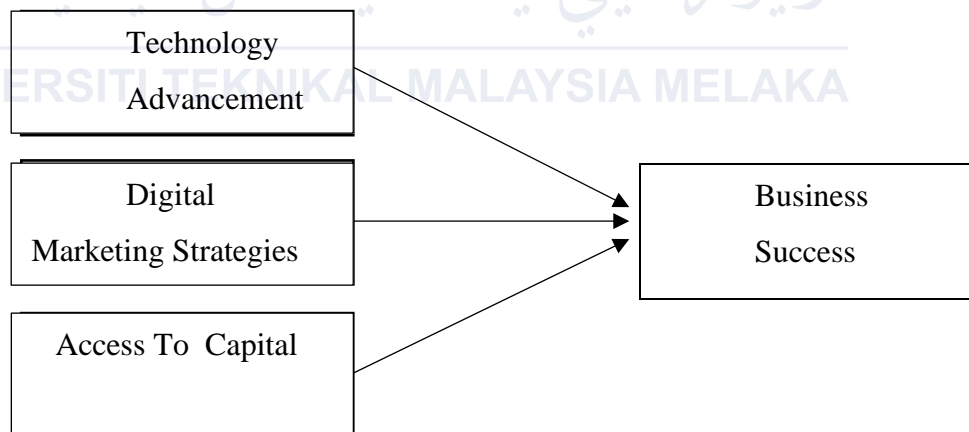 ERSITI TEKNIKAL MALAYSIA MELAKA
Technology
Advancement
Digital
Marketing Strategies
Access To Capital
Business
Success